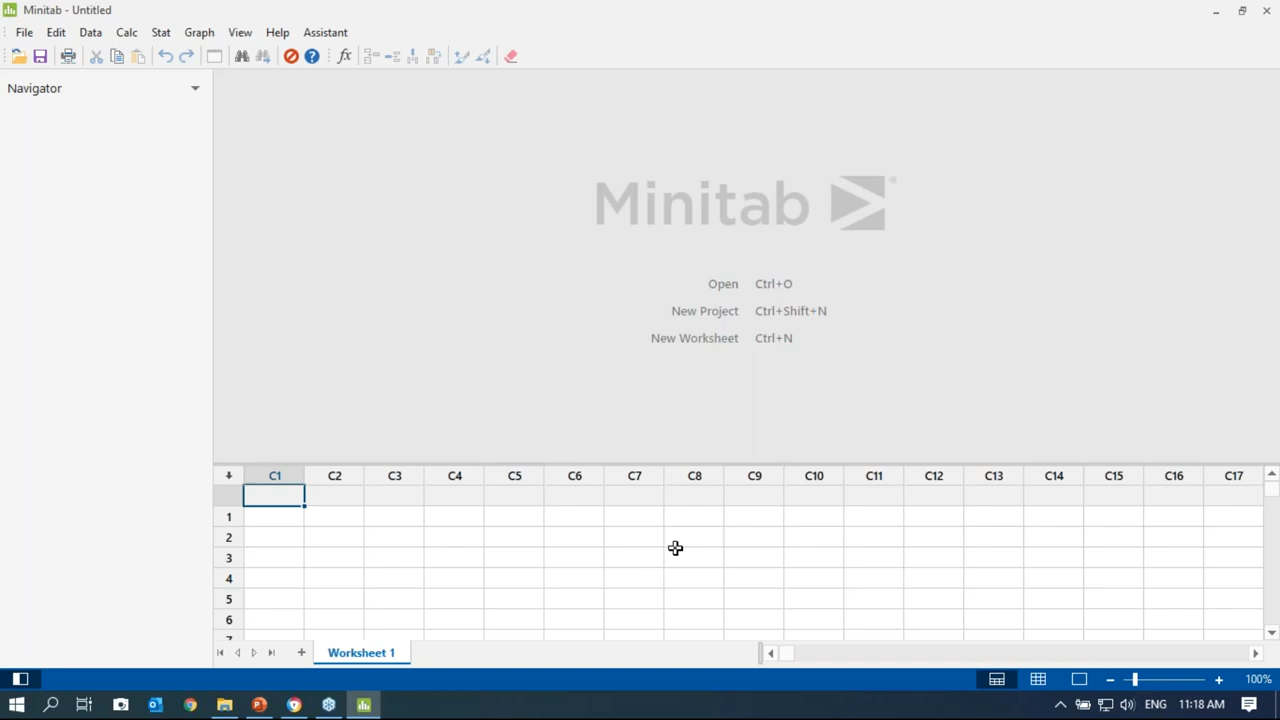 Minitab - Untitled
File Edit Data Calc Stat Graph View Help Assistant
fx
Navigator
Minitab
Open Ctrl+O
New Project Ctrl+Shift+N
New Worksheet Ctrl+N
C1 C2 C3 C4 C5 C6 C7 C8 C9 C10 C11 C12 C13 C14 C15 C16 C17
1
2
3
4
5
6
7
Worksheet 1
100%
ENG 11:18 AM